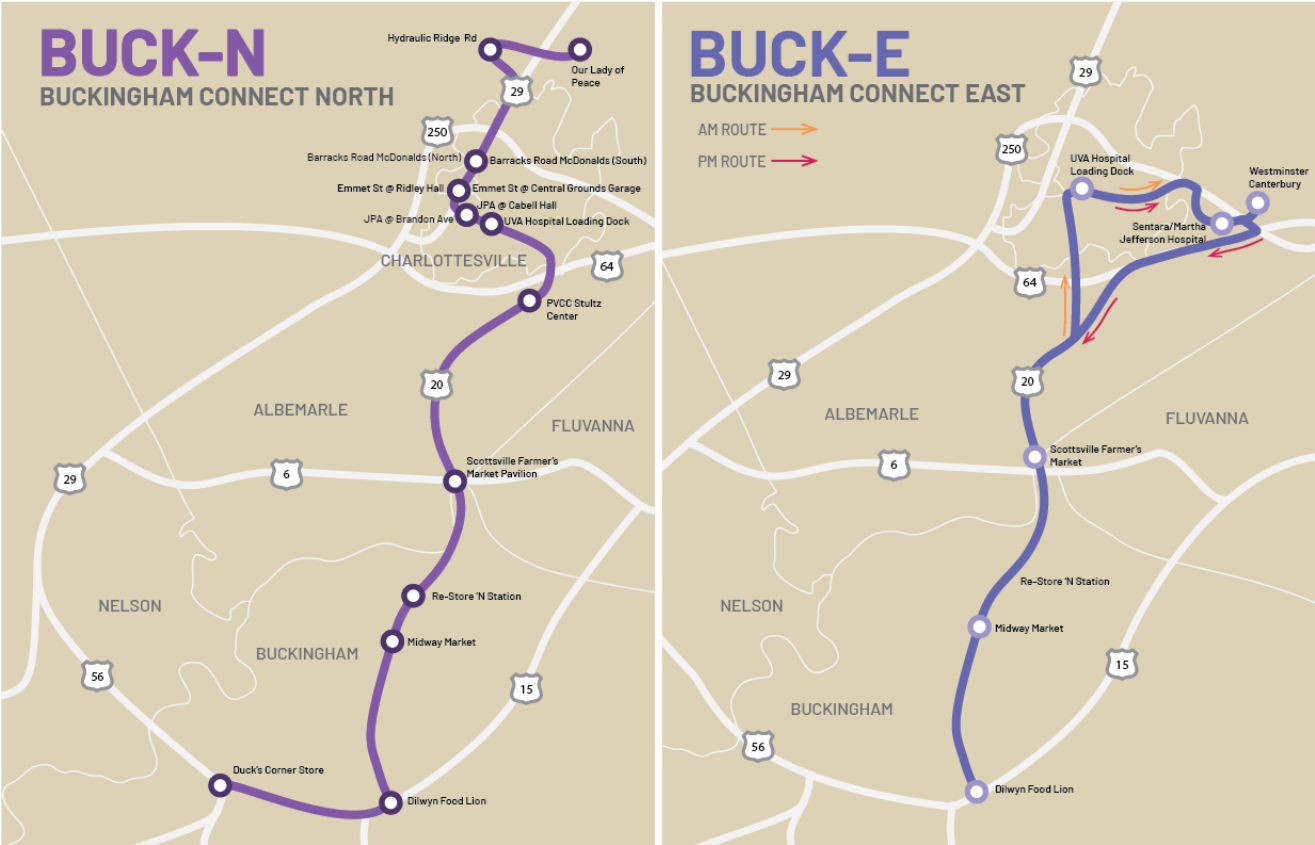 BUCK-N
BUCKINGHAM CONNECT NORTH
Hydraulic Ridge Rd
Our Lady of
Peace
29
250
Barracks Road McDonalds (North)
Barracks Road McDonalds (South)
Emmet St @ Ridley Hall
Emmet St @ Central Grounds Garage
JPA @ Cabell Hall
JPA @ Brandon Ave
UVA Hospital Loading Dock
CHARLOTTESVILLE
64
PVCC Stultz
Center
20
ALBEMARLE
FLUVANNA
Scottsville Farmer's
Market Pavilion
29
6
Re-Store 'N Station
NELSON
Midway Market
BUCKINGHAM
56
15
Duck's Corner Store
Dilwyn Food Lion
BUCK-E
BUCKINGHAM CONNECT EAST
29
AM ROUTE
PM ROUTE
250
UVA Hospital
Loading Dock
Westminster
Canterbury
Sentara/Martha
Jefferson Hospital
64
29
20
ALBEMARLE
FLUVANNA
Scottsville Farmer's
Market
6
Re-Store 'N Station
NELSON
Midway Market
15
BUCKINGHAM
56
Dilwyn Food Lion